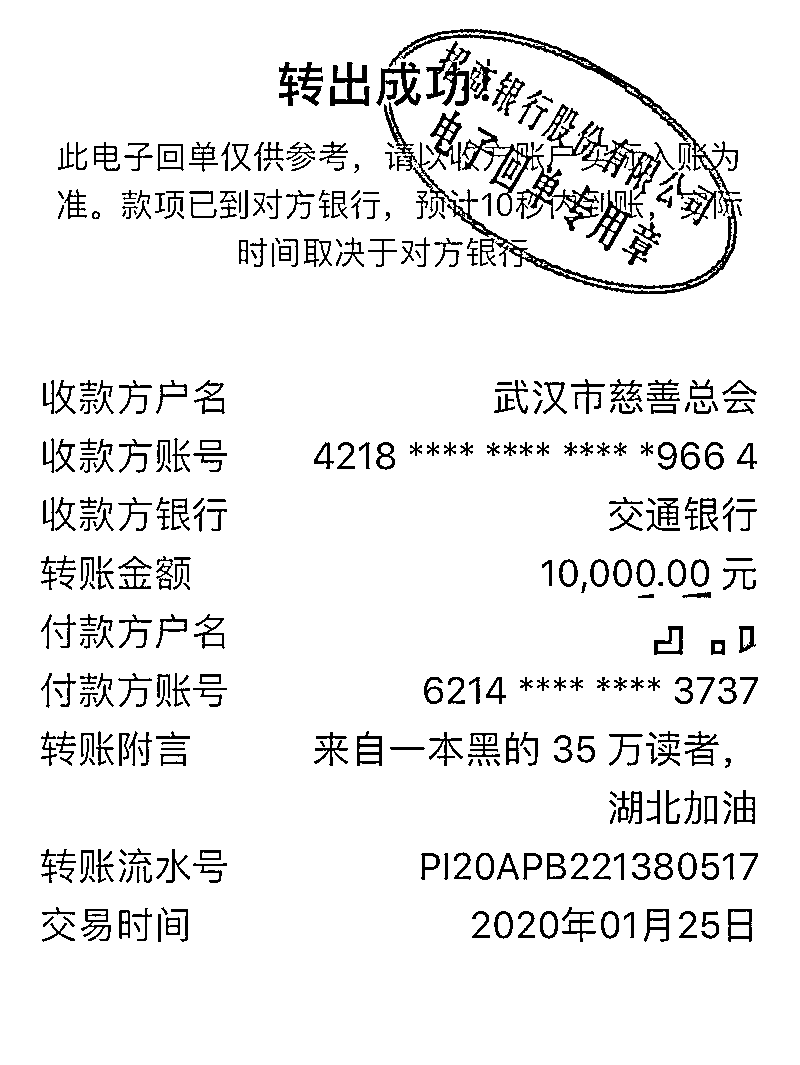 转出成功!
此电子回单仅供参考，请以收方账户实际入账为
准。款项已到对方银行，预计10秒内到账，实际
时间取决于对方银行
招商银行股份有限公司
电子回单专用章
收款方户名 武汉市慈善总会
收款方账号 4218 **** **** **** *966 4
收款方银行 交通银行
转账金额 10,000.00 元
付款方户名
付款方账号 6214 **** **** 3737
转账附言 来自一本黑的 35 万读者，
湖北加油
转账流水号 PI20APB221380517
交易时间 2020年01月25日